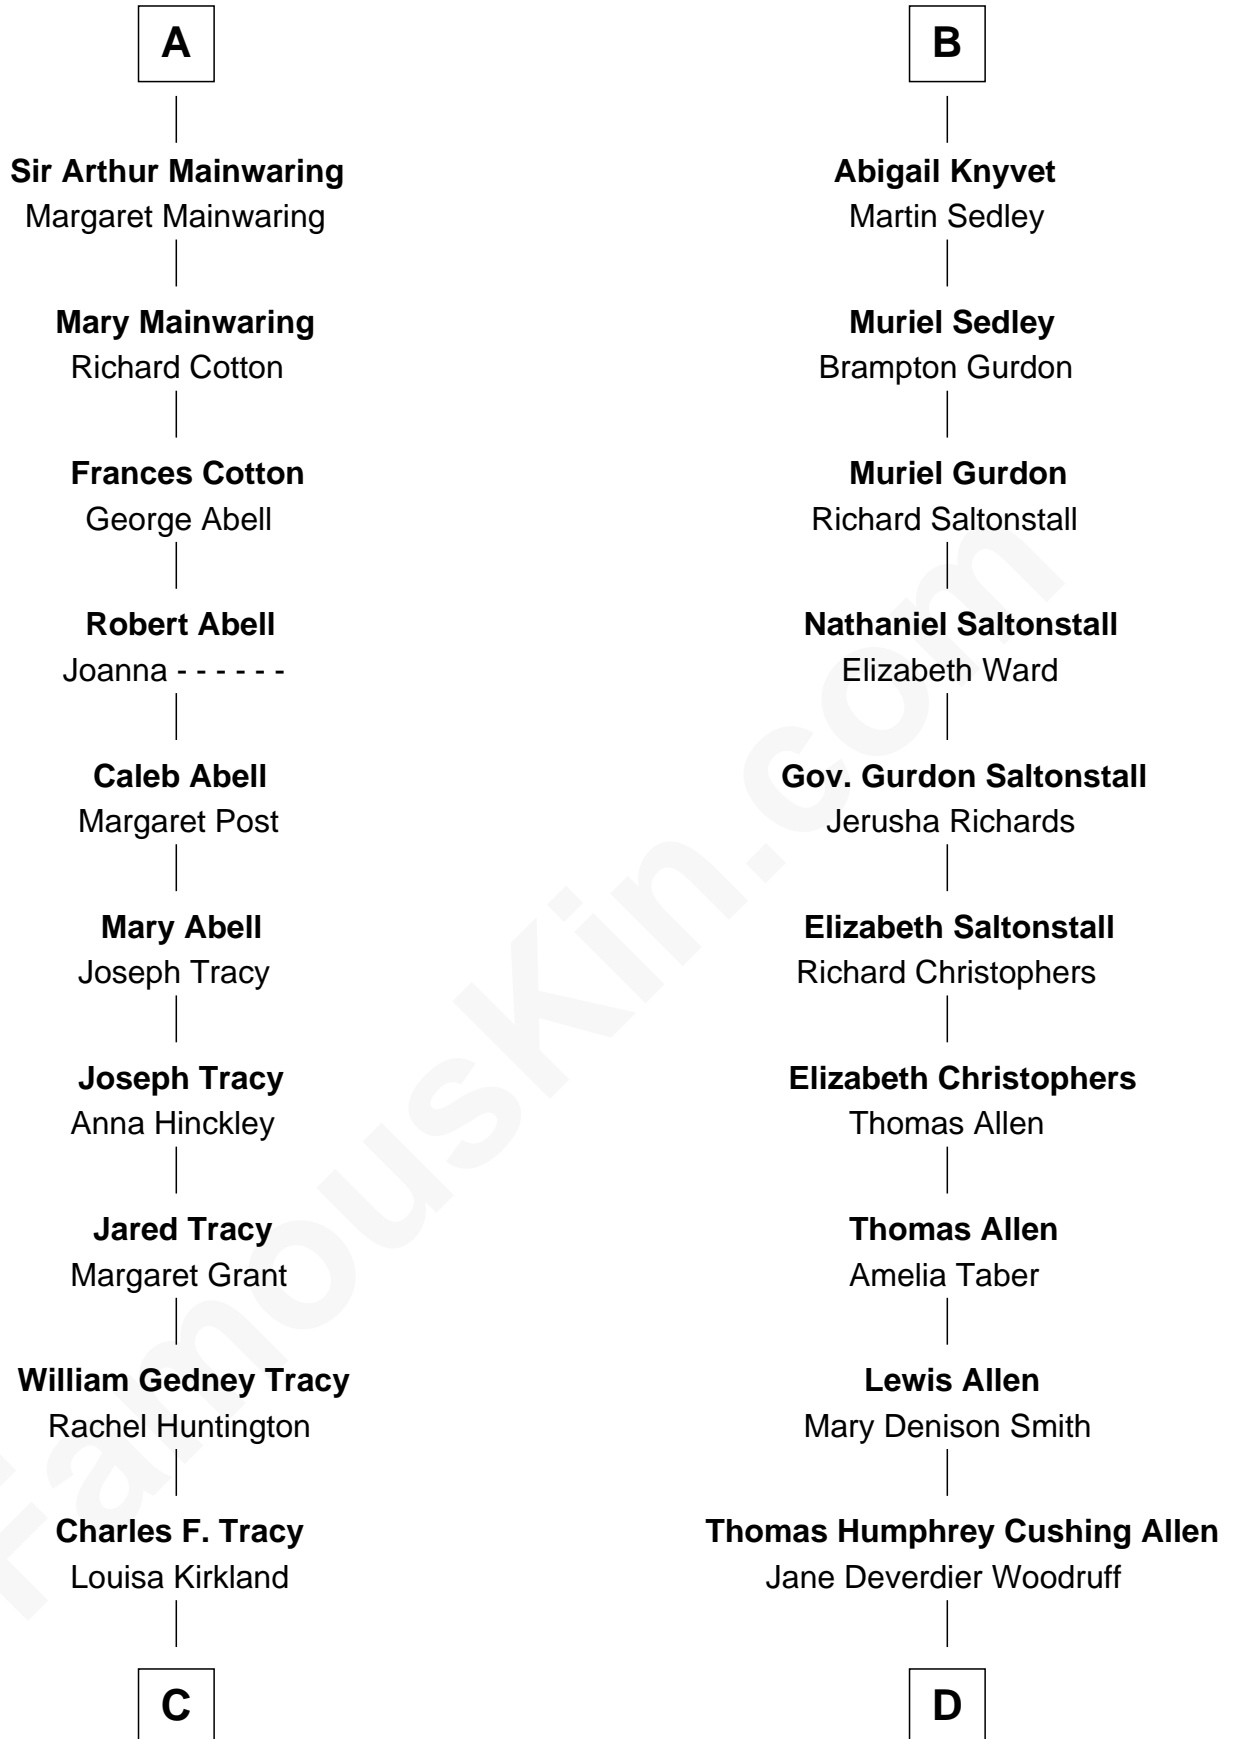 A
Sir Arthur Mainwaring
Margaret Mainwaring
Mary Mainwaring
Richard Cotton
Frances Cotton
George Abell
Robert Abell
Joanna - - - - - -
Caleb Abell
Margaret Post
Mary Abell
Joseph Tracy
Joseph Tracy
Anna Hinckley
Jared Tracy
Margaret Grant
William Gedney Tracy
Rachel Huntington
Charles F. Tracy
Louisa Kirkland
C
B
Abigail Knyvet
Martin Sedley
Muriel Sedley
Brampton Gurdon
Muriel Gurdon
Richard Saltonstall
Nathaniel Saltonstall
Elizabeth Ward
Gov. Gurdon Saltonstall
Jerusha Richards
Elizabeth Saltonstall
Richard Christophers
Elizabeth Christophers
Thomas Allen
Thomas Allen
Amelia Taber
Lewis Allen
Mary Denison Smith
Thomas Humphrey Cushing Allen
Jane Deverdier Woodruff
D
FamousKin.com